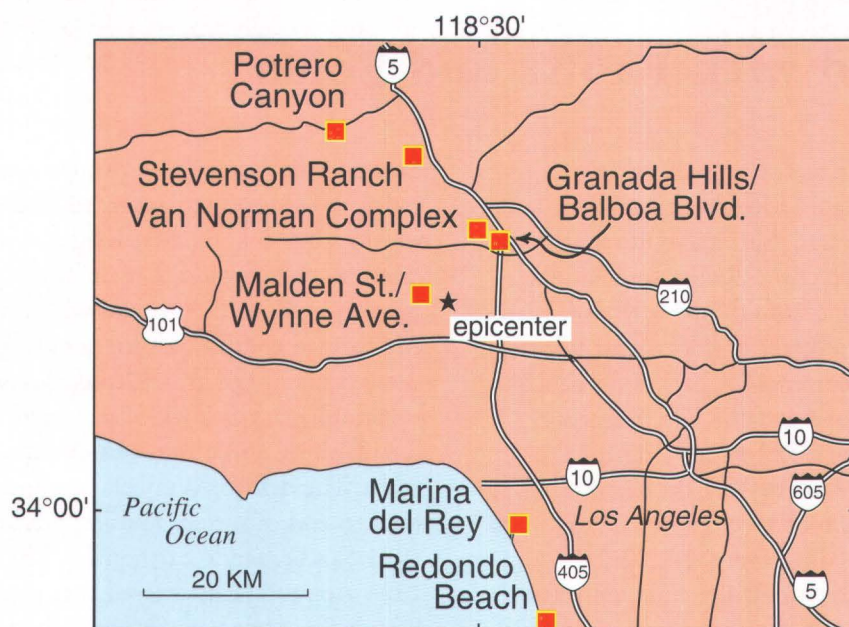 118°30'
5
Potrero
Canyon
Stevenson Ranch
Granada Hills/
Balboa Blvd.
Van Norman Complex
Malden St./
Wynne Ave.
210
101
epicenter
10
10
605
34°00'
Pacific
Ocean
Marina
del Rey
Los Angeles
20 KM
Redondo
Beach
405
5